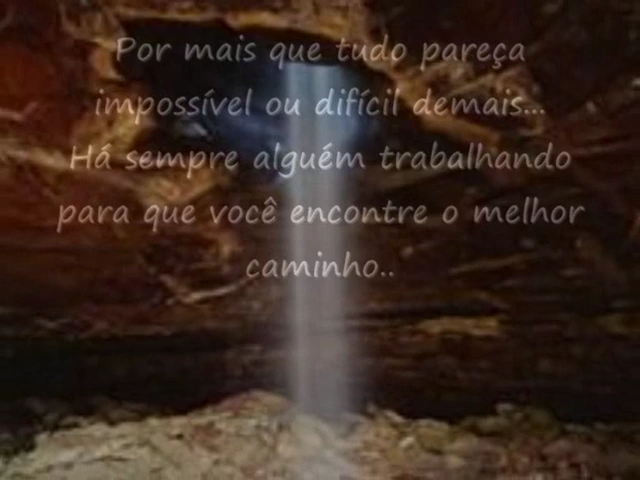 Por mais que tudo pareça
impossível ou difícil demais...
Há sempre alguém trabalhando
para que você encontre o melhor
caminho..